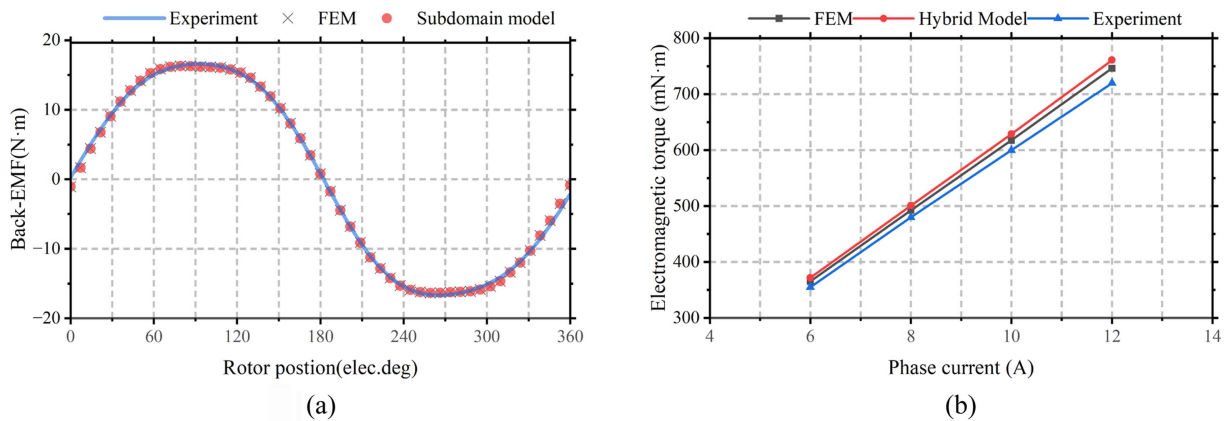 Experiment FEM Subdomain model
20
10
0
−10
−20
Back-EMF(N·m)
0 60 120 180 240 300 360
Rotor postion(elec.deg)
(a)
FEM Hybrid Model Experiment
800
700
600
500
400
300
Electromagnetic torque (mN·m)
4 6 8 10 12 14
Phase current (A)
(b)